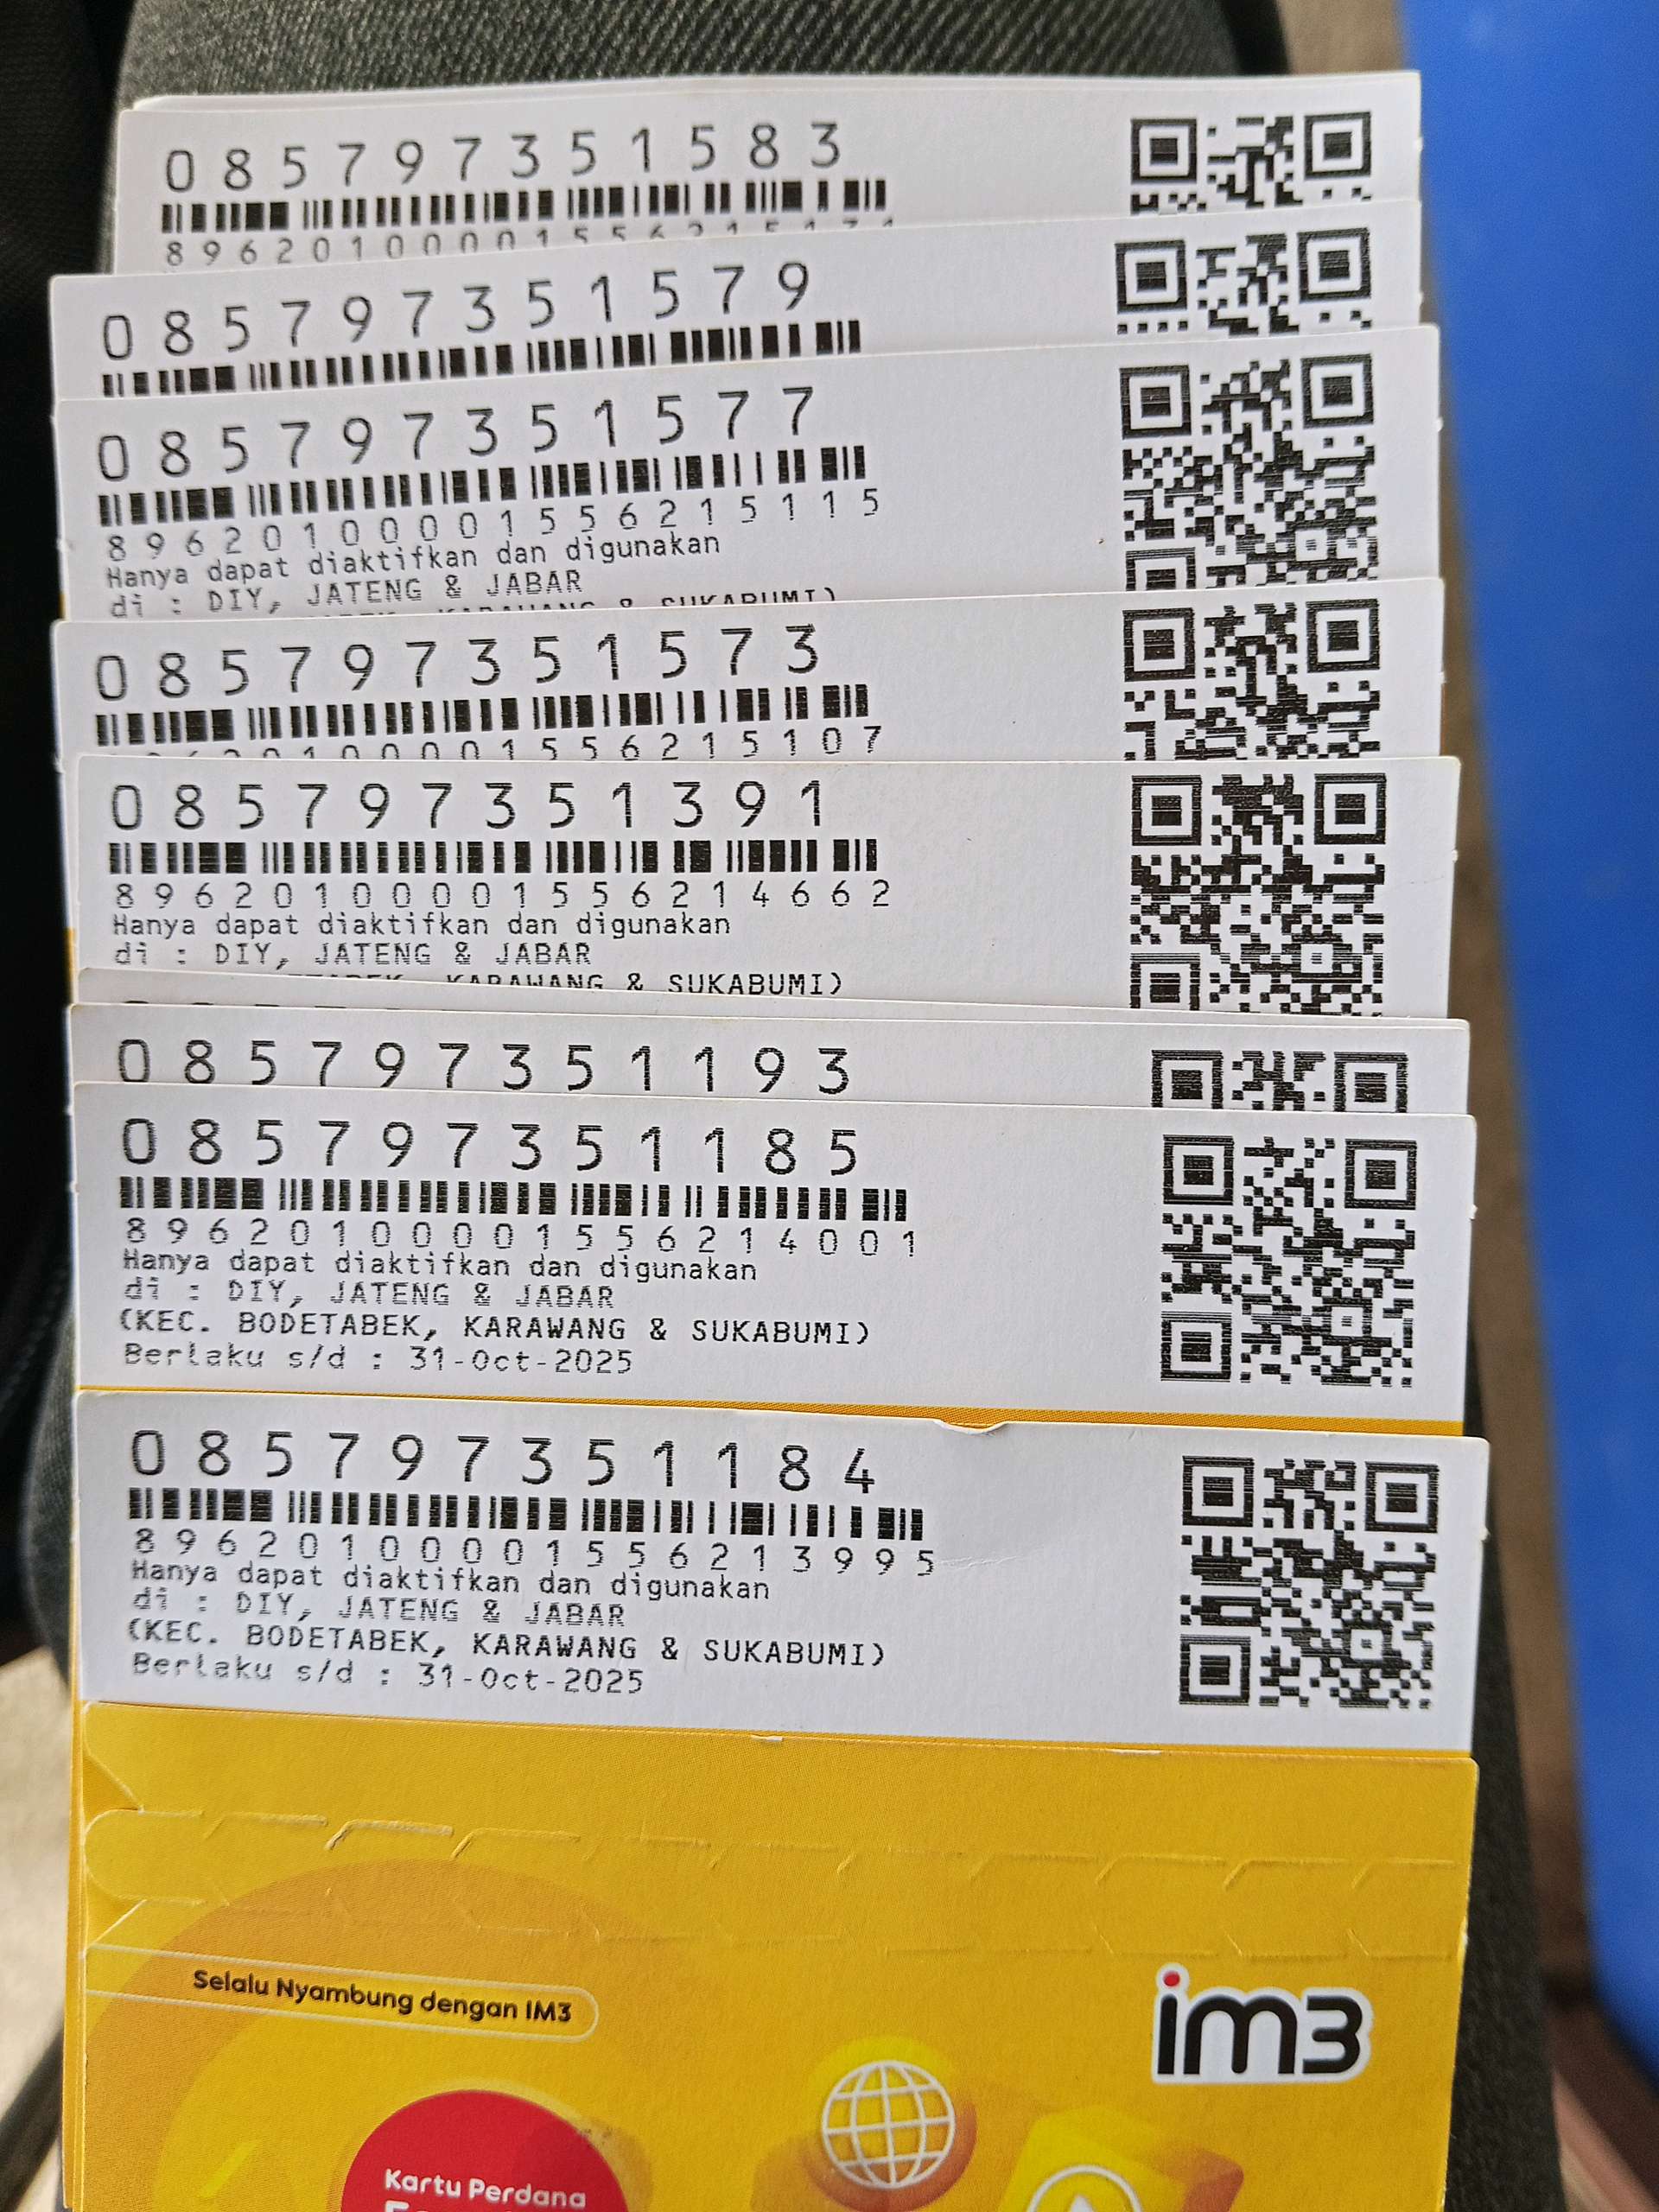 085797351583
085797351579
085797351577
89620100001556215115
Hanya dapat diaktifkan dan digunakan
di : DIY, JATENG & JABAR
& SUKABUMI)
085797351573
085797351391
89620100001556214662
Hanya dapat diaktifkan dan digunakan
di : DIY, JATENG & JABAR
KARAWANG & SUKABUMI)
085797351193
085797351185
89620100001556214001
Hanya dapat diaktifkan dan digunakan
di : DIY, JATENG & JABAR
(KEC. BODETABEK, KARAWANG & SUKABUMI)
Berlaku s/d : 31-Oct-2025
085797351184
89620100001556213995
Hanya dapat diaktifkan dan digunakan
di : DIY, JATENG & JABAR
(KEC. BODETABEK, KARAWANG & SUKABUMI)
Berlaku s/d : 31-Oct-2025
Selalu Nyambung dengan IM3
im3
Kartu Perdana